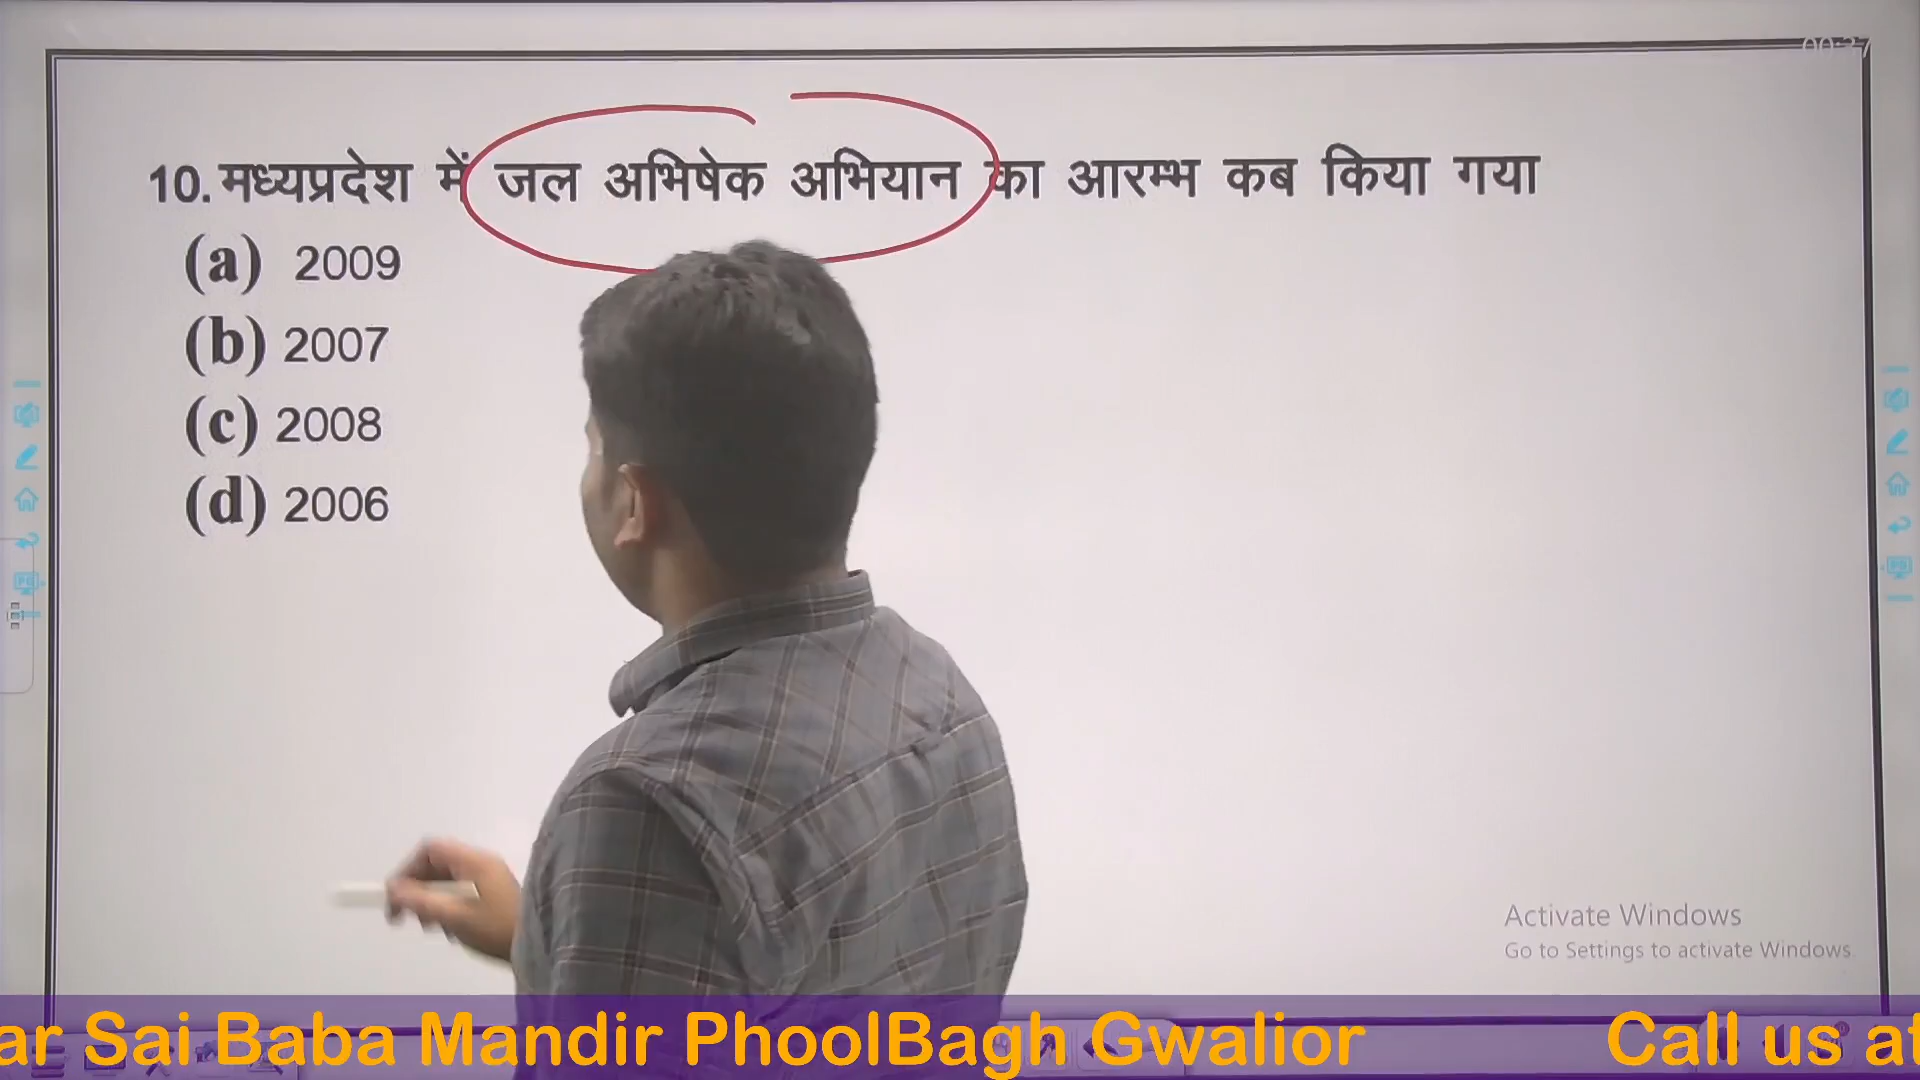 10. मध्यप्रदेश में जल अभिषेक अभियान का आरम्भ कब किया गया
(a) 2009
(b) 2007
(c) 2008
(d) 2006
Activate Windows
Go to Settings to activate Windows
ar Sai Baba Mandir PhoolBagh Gwalior Call us at